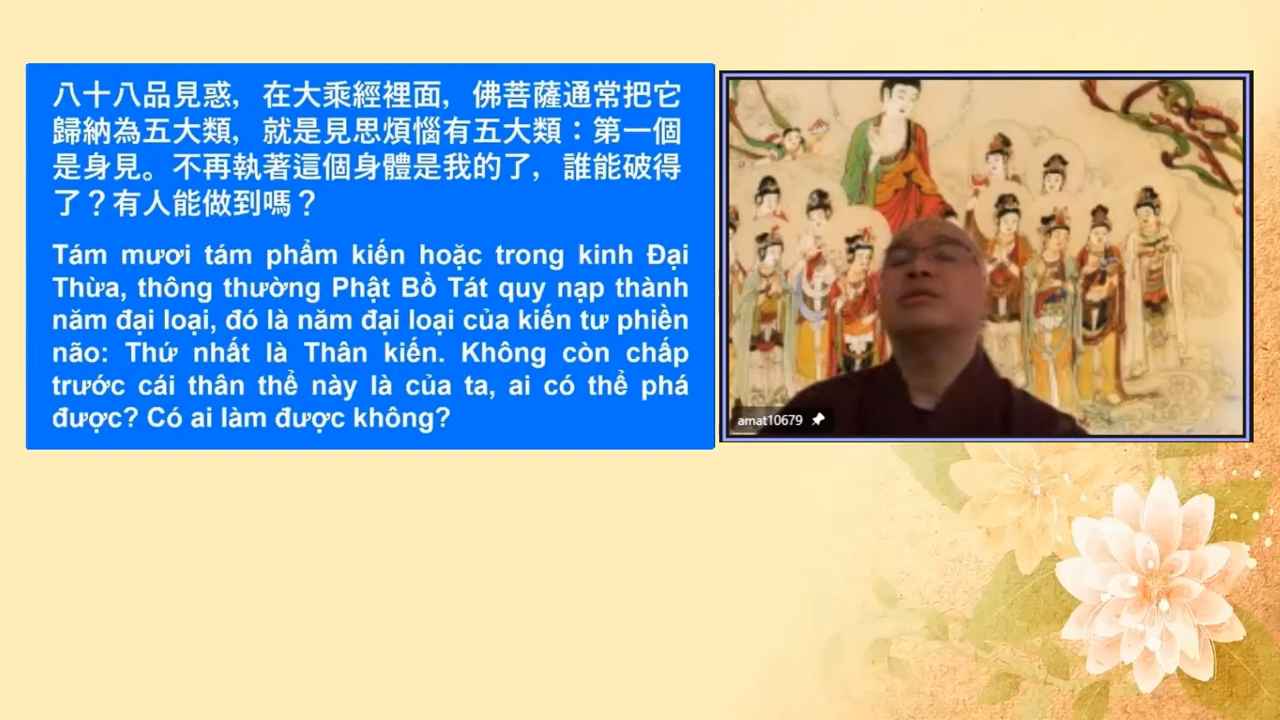 八十八品見惑，在大乘經裡面，佛菩薩通常把它
歸納為五大類，就是見思煩惱有五大類：第一個
是身見。不再執著這個身體是我的了，誰能破得
了？有人能做到嗎？
Tám mươi tám phẩm kiến hoặc trong kinh Đại
Thừa, thông thường Phật Bồ Tát quy nạp thành
năm đại loại, đó là năm đại loại của kiến tư phiền
não: Thứ nhất là Thân kiến. Không còn chấp
trước cái thân thể này là của ta, ai có thể phá
được? Có ai làm được không?
amat10679